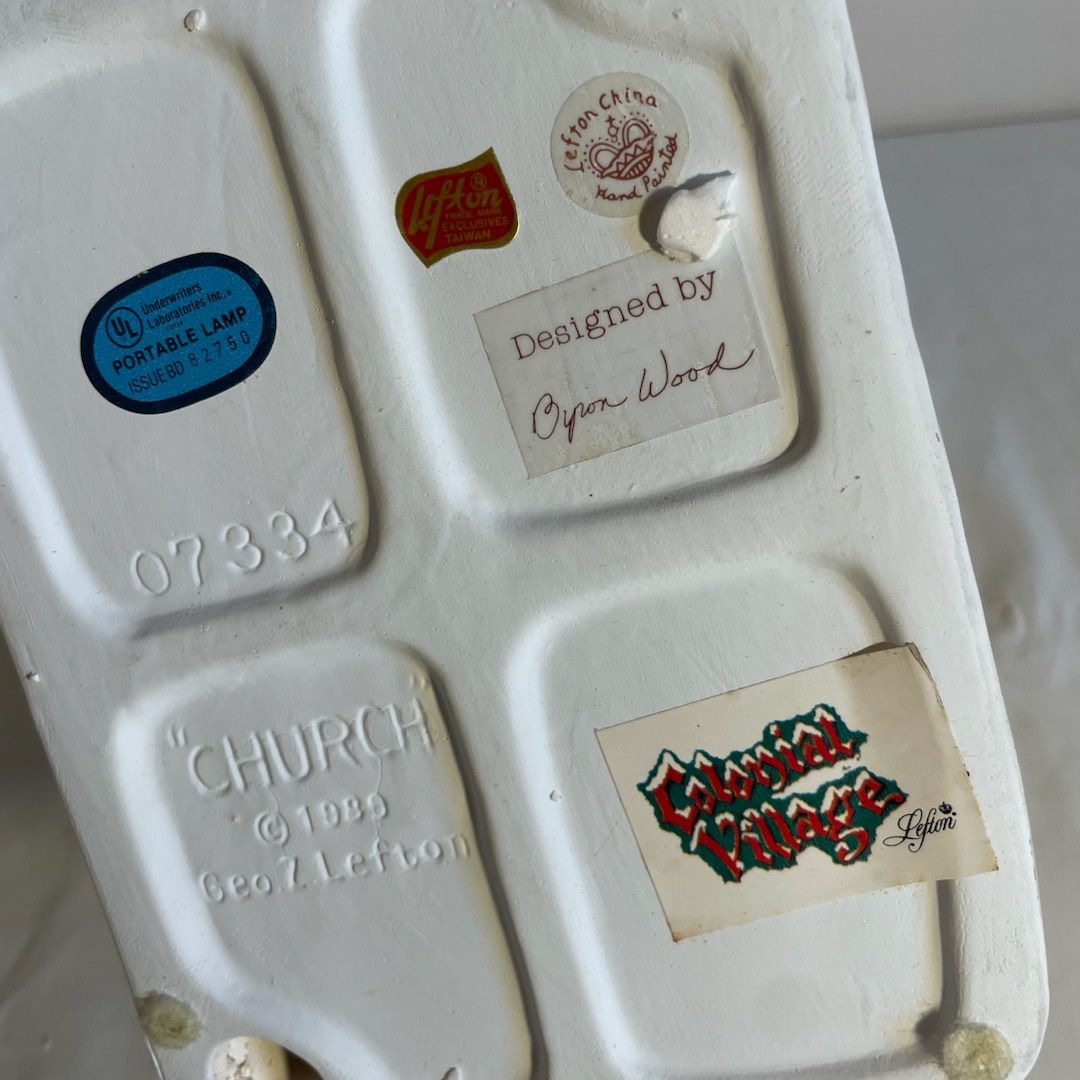 Lefton China
Hand Painted
Lefton®
TRADE MARK
EXCLUSIVES
TAIWAN
Designed by
Byron Wood
UL
Underwriters
Laboratories Inc.®
PORTABLE LAMP
ISSUE BD 82750
07334
"CHURCH"
© 1989
Geo. Z. Lefton
Colonial
Village
Lefton